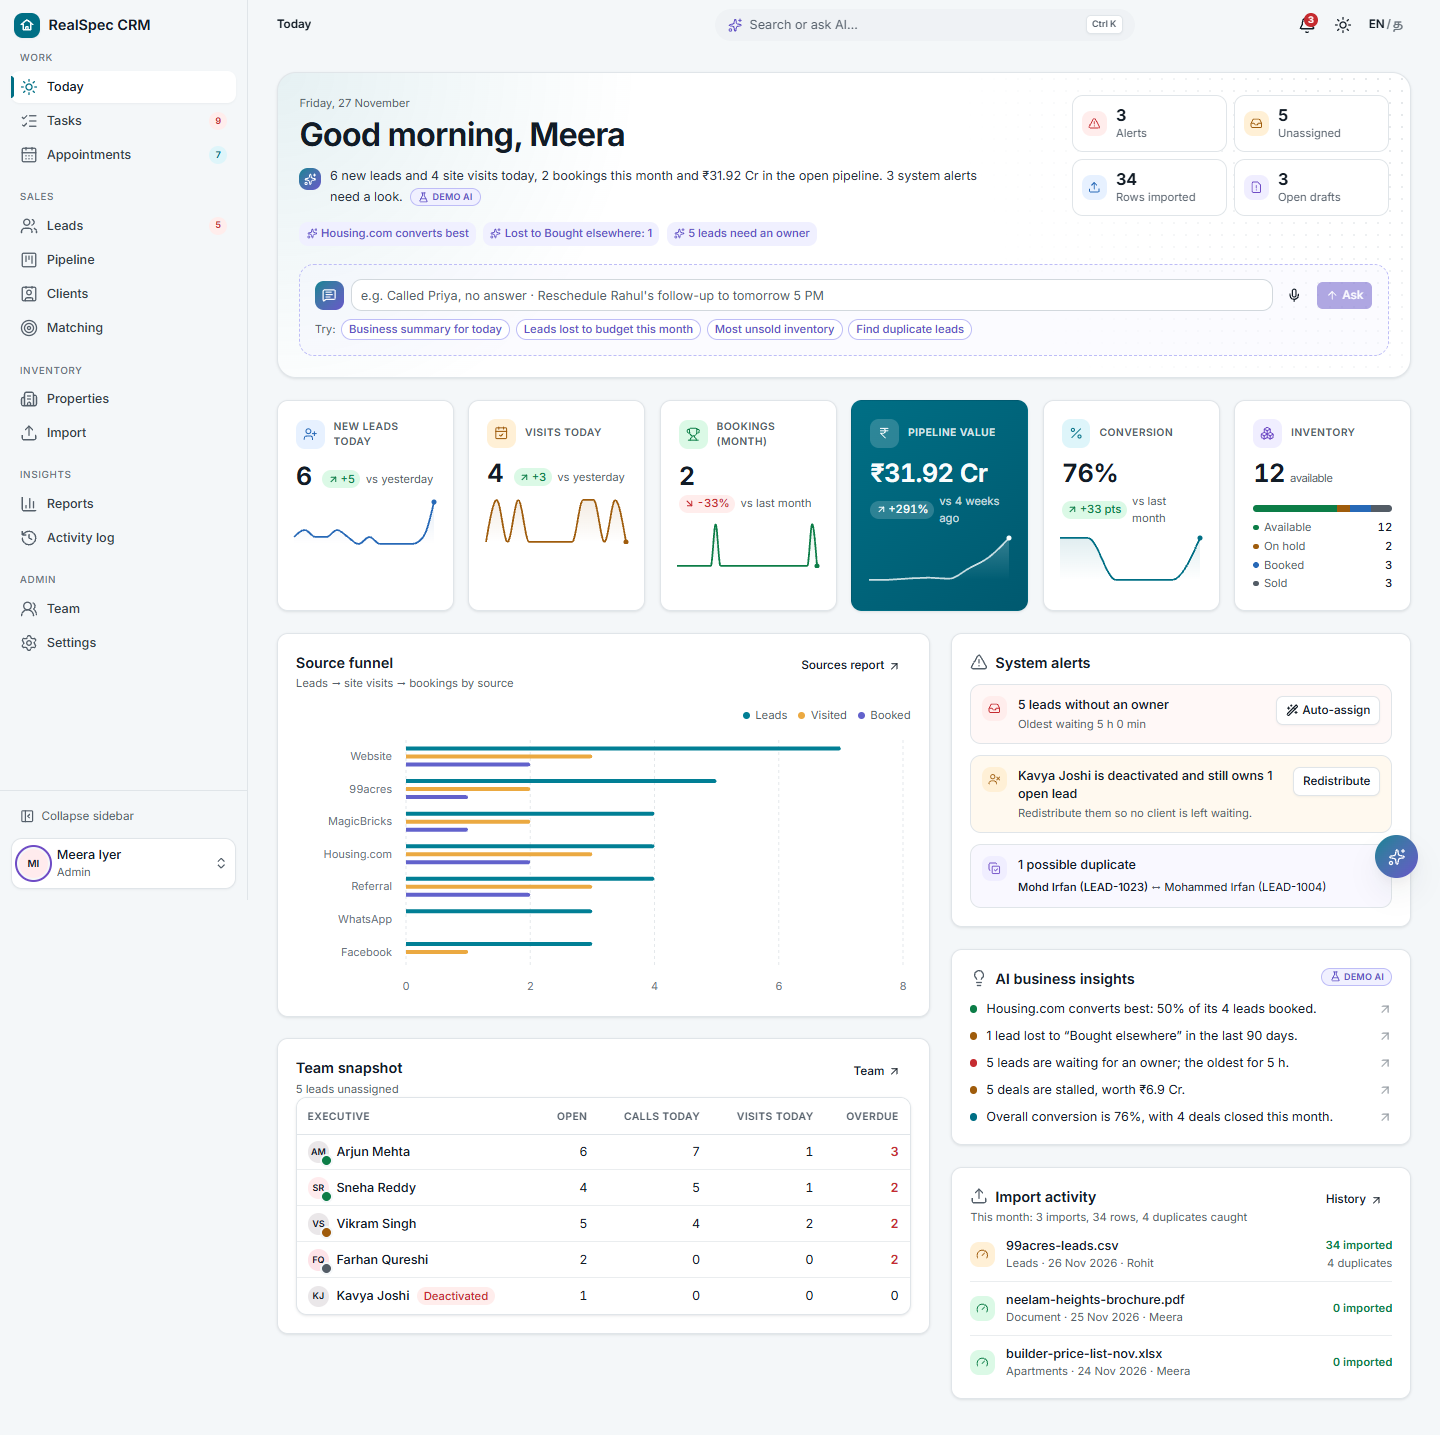 RealSpec CRM
WORK
Today
Tasks 9
Appointments 7
SALES
Leads 5
Pipeline
Clients
Matching
INVENTORY
Properties
Import
INSIGHTS
Reports
Activity log
ADMIN
Team
Settings
Collapse sidebar
MI Meera Iyer
Admin
Today
Search or ask AI... Ctrl K
3
EN / த
Friday, 27 November
Good morning, Meera
6 new leads and 4 site visits today, 2 bookings this month and ₹31.92 Cr in the open pipeline. 3 system alerts
need a look. DEMO AI
Housing.com converts best
Lost to Bought elsewhere: 1
5 leads need an owner
3
Alerts
5
Unassigned
34
Rows imported
3
Open drafts
e.g. Called Priya, no answer · Reschedule Rahul's follow-up to tomorrow 5 PM
Ask
Try: Business summary for today Leads lost to budget this month Most unsold inventory Find duplicate leads
NEW LEADS
TODAY
6 +5 vs yesterday
VISITS TODAY
4 +3 vs yesterday
BOOKINGS
(MONTH)
2
-33% vs last month
₹ PIPELINE VALUE
₹31.92 Cr
+291% vs 4 weeks
ago
CONVERSION
76%
+33 pts vs last
month
INVENTORY
12 available
Available 12
On hold 2
Booked 3
Sold 3
Source funnel
Sources report
Leads → site visits → bookings by source
Leads Visited Booked
Website
99acres
MagicBricks
Housing.com
Referral
WhatsApp
Facebook
0 2 4 6 8
Team snapshot
Team
5 leads unassigned
EXECUTIVE OPEN CALLS TODAY VISITS TODAY OVERDUE
AM Arjun Mehta 6 7 1 3
SR Sneha Reddy 4 5 1 2
VS Vikram Singh 5 4 2 2
FQ Farhan Qureshi 2 0 0 2
KJ Kavya Joshi Deactivated 1 0 0 0
System alerts
5 leads without an owner
Oldest waiting 5 h 0 min
Auto-assign
Kavya Joshi is deactivated and still owns 1
open lead
Redistribute them so no client is left waiting.
Redistribute
1 possible duplicate
Mohd Irfan (LEAD-1023) ↔ Mohammed Irfan (LEAD-1004)
AI business insights
DEMO AI
Housing.com converts best: 50% of its 4 leads booked.
1 lead lost to “Bought elsewhere” in the last 90 days.
5 leads are waiting for an owner; the oldest for 5 h.
5 deals are stalled, worth ₹6.9 Cr.
Overall conversion is 76%, with 4 deals closed this month.
Import activity
History
This month: 3 imports, 34 rows, 4 duplicates caught
99acres-leads.csv 34 imported
Leads · 26 Nov 2026 · Rohit 4 duplicates
neelam-heights-brochure.pdf
Document · 25 Nov 2026 · Meera
0 imported
builder-price-list-nov.xlsx
Apartments · 24 Nov 2026 · Meera
0 imported